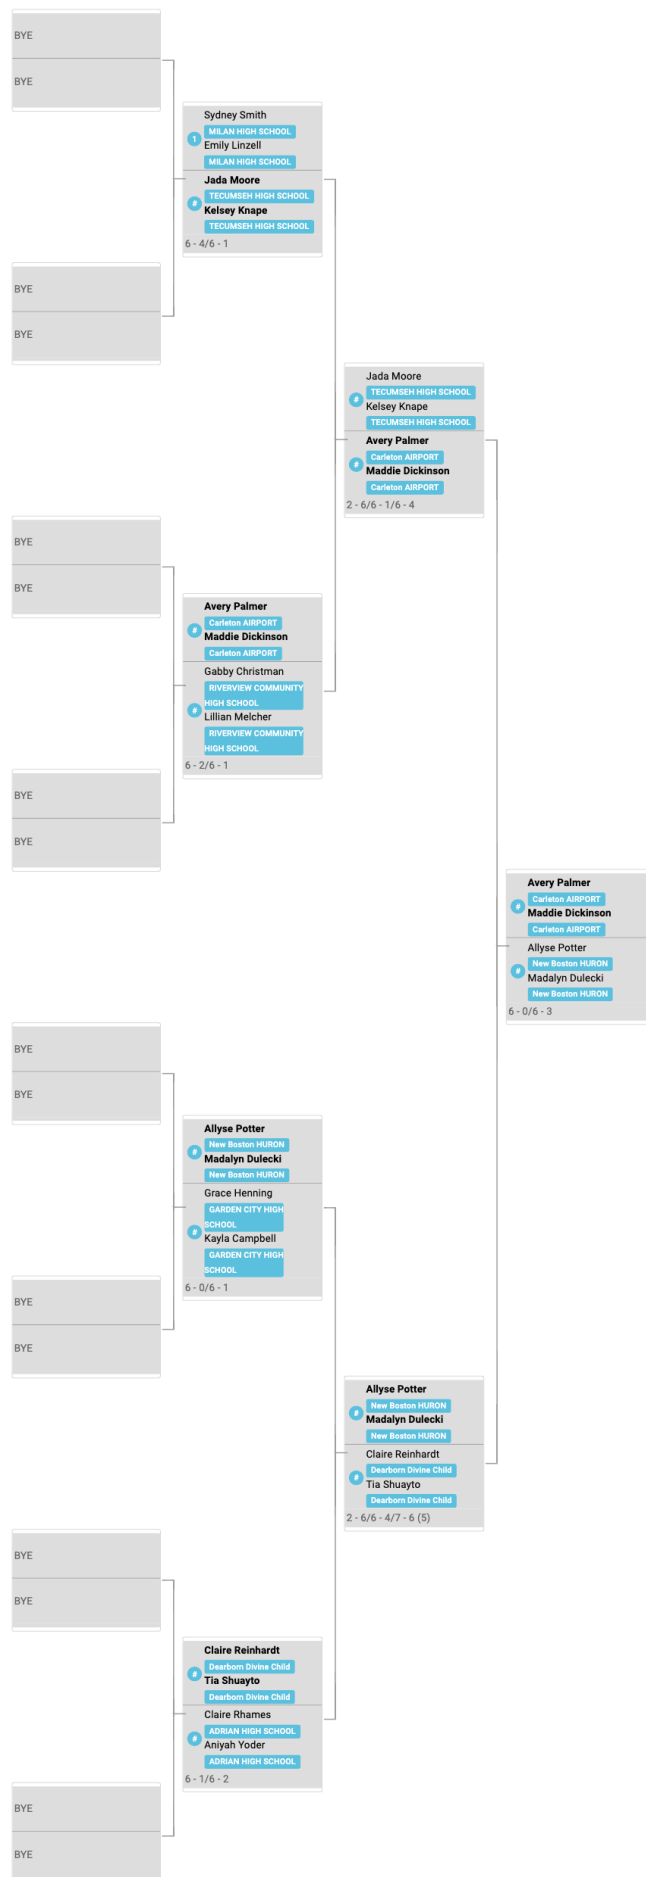 BYE
BYE
Sydney Smith
1
MILAN HIGH SCHOOL
Emily Linzell
MILAN HIGH SCHOOL
Jada Moore
#
TECUMSEH HIGH SCHOOL
Kelsey Knape
TECUMSEH HIGH SCHOOL
6 - 4/6 - 1
BYE
BYE
Jada Moore
#
TECUMSEH HIGH SCHOOL
Kelsey Knape
TECUMSEH HIGH SCHOOL
Avery Palmer
#
Carleton AIRPORT
Maddie Dickinson
Carleton AIRPORT
2 - 6/6 - 1/6 - 4
BYE
BYE
Avery Palmer
#
Carleton AIRPORT
Maddie Dickinson
Carleton AIRPORT
Gabby Christman
#
RIVERVIEW COMMUNITY
HIGH SCHOOL
Lillian Melcher
RIVERVIEW COMMUNITY
HIGH SCHOOL
6 - 2/6 - 1
BYE
BYE
Avery Palmer
#
Carleton AIRPORT
Maddie Dickinson
Carleton AIRPORT
Allyse Potter
#
New Boston HURON
Madalyn Dulecki
New Boston HURON
6 - 0/6 - 3
BYE
BYE
Allyse Potter
#
New Boston HURON
Madalyn Dulecki
New Boston HURON
Grace Henning
#
GARDEN CITY HIGH
SCHOOL
Kayla Campbell
GARDEN CITY HIGH
SCHOOL
6 - 0/6 - 1
BYE
BYE
Allyse Potter
#
New Boston HURON
Madalyn Dulecki
New Boston HURON
Claire Reinhardt
#
Dearborn Divine Child
Tia Shuayto
Dearborn Divine Child
2 - 6/6 - 4/7 - 6 (5)
BYE
BYE
Claire Reinhardt
#
Dearborn Divine Child
Tia Shuayto
Dearborn Divine Child
Claire Rhames
#
ADRIAN HIGH SCHOOL
Aniyah Yoder
ADRIAN HIGH SCHOOL
6 - 1/6 - 2
BYE
BYE